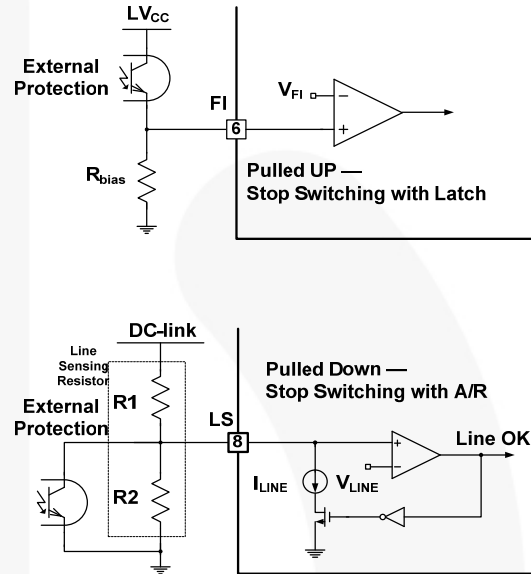 LVCC
External
Protection
FI
6
VFI
−
+
Rbias
Pulled UP —
Stop Switching with Latch
DC-link
Line
Sensing
Resistor
Pulled Down —
Stop Switching with A/R
External
Protection
R1
LS
8
+
−
Line OK
R2
ILINE
VLINE